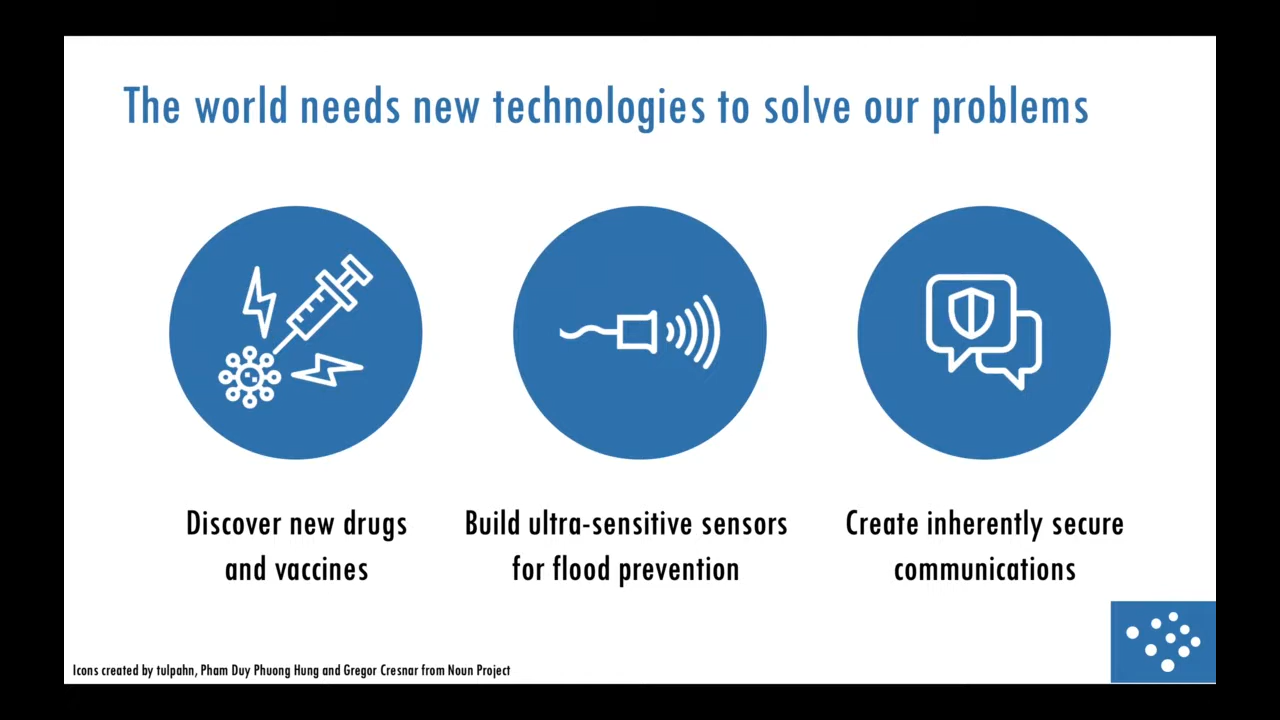 The world needs new technologies to solve our problems
Discover new drugs
and vaccines
Build ultra-sensitive sensors
for flood prevention
Create inherently secure
communications
Icons created by tulpahn, Pham Duy Phuong Hung and Gregor Cresnar from Noun Project